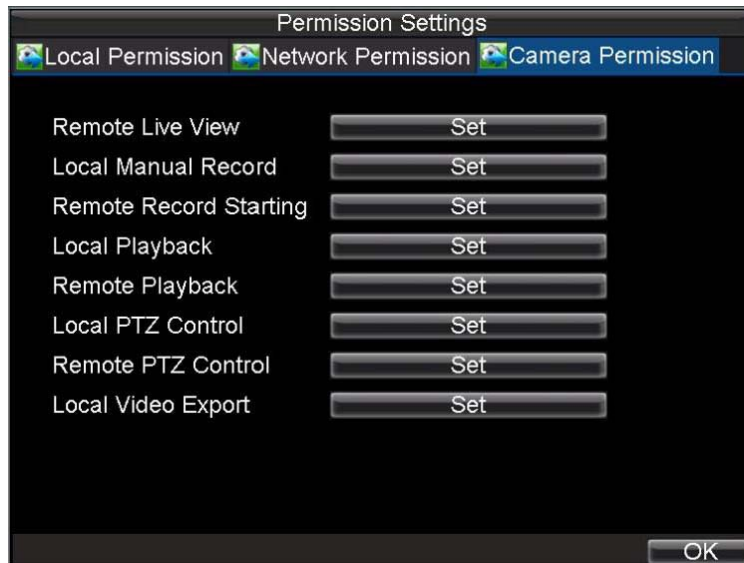 Permission Settings
Local Permission Network Permission Camera Permission
Remote Live View Set
Local Manual Record Set
Remote Record Starting Set
Local Playback Set
Remote Playback Set
Local PTZ Control Set
Remote PTZ Control Set
Local Video Export Set
OK